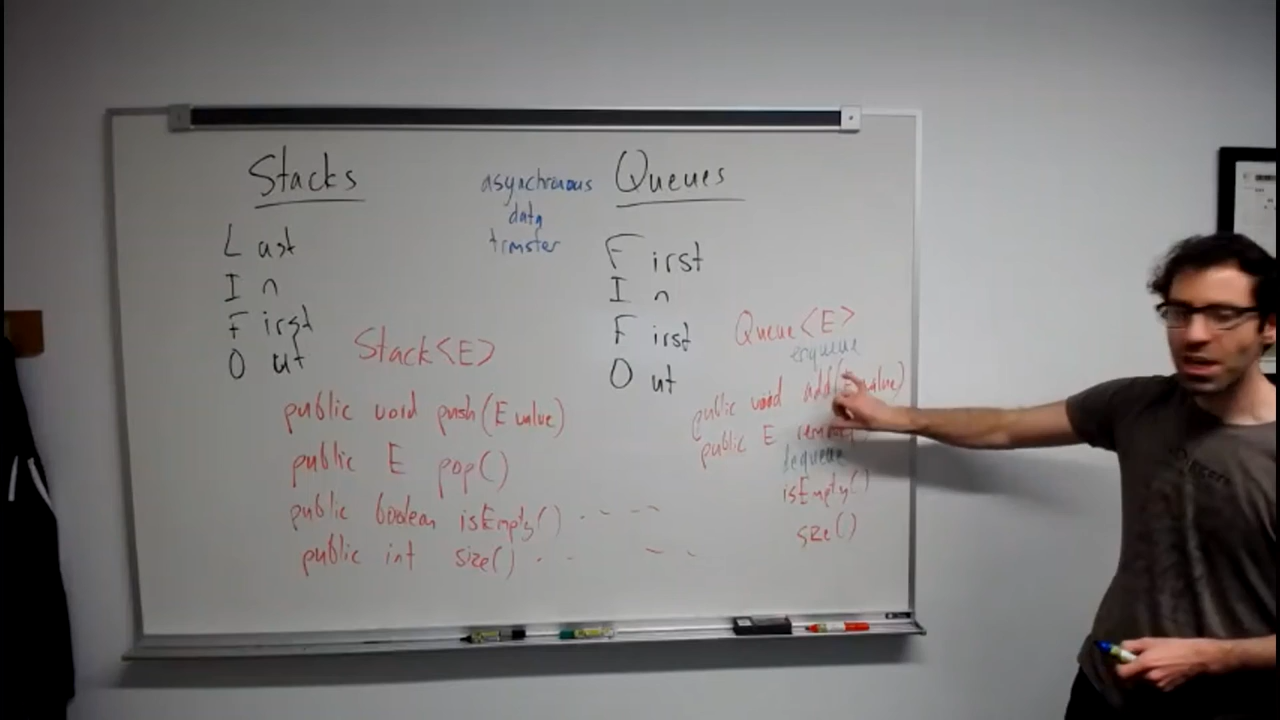 Stacks
Last
In
First
Out
asynchronous
data
transfer
Queues
First
In
First
Out
Stack<E>
public void push(E value)
public E pop()
public boolean isEmpty()
public int size()
Queue<E>
enqueue
public void add(E value)
public E
dequeue
isEmpty()
size()